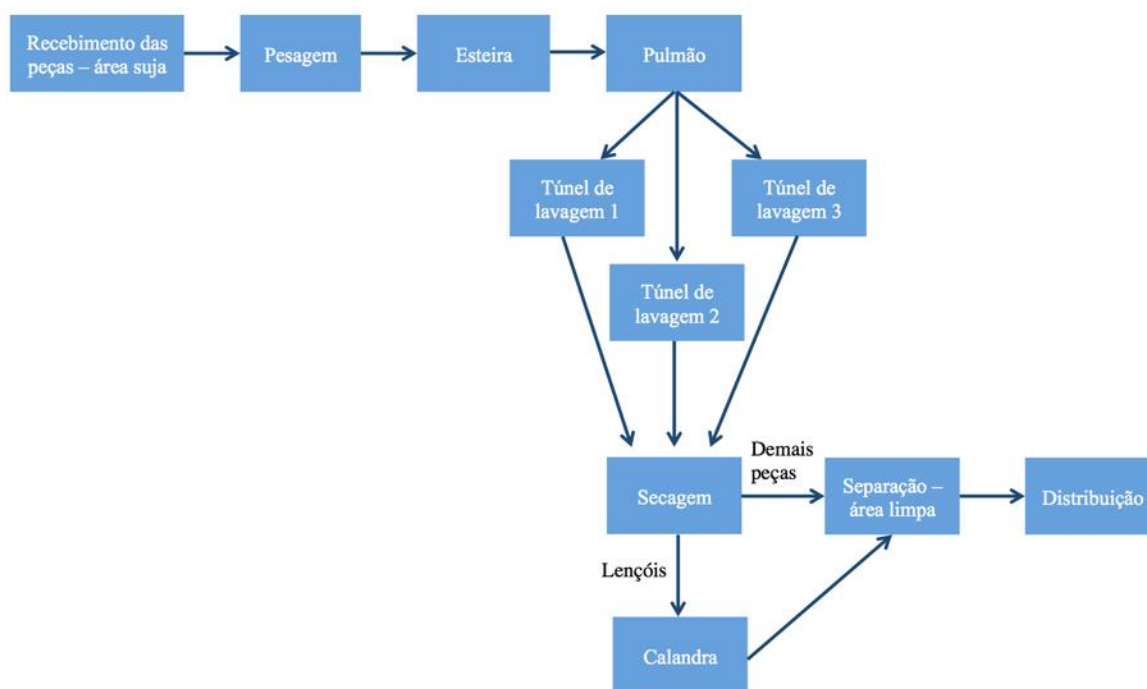 Recebimento das
peças – área suja
Pesagem
Esteira
Pulmão
Túnel de
lavagem 1
Túnel de
lavagem 3
Túnel de
lavagem 2
Secagem
Demais
peças
Separação –
área limpa
Distribuição
Lençóis
Calandra